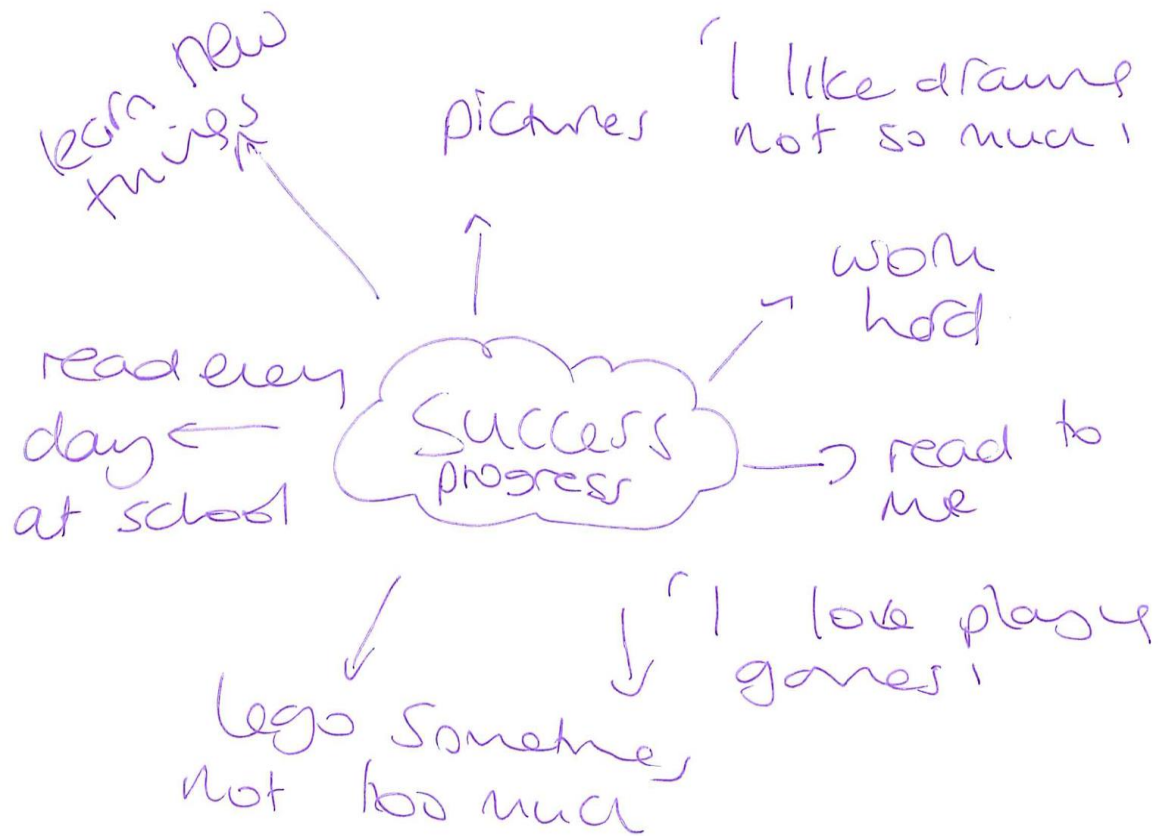 learn new
things
pictures
'I like drawing
not so much'
work
hard
read every
day
at school
Success
progress
read to
me
'I love playing
games'
Lego Sometimes
not too much